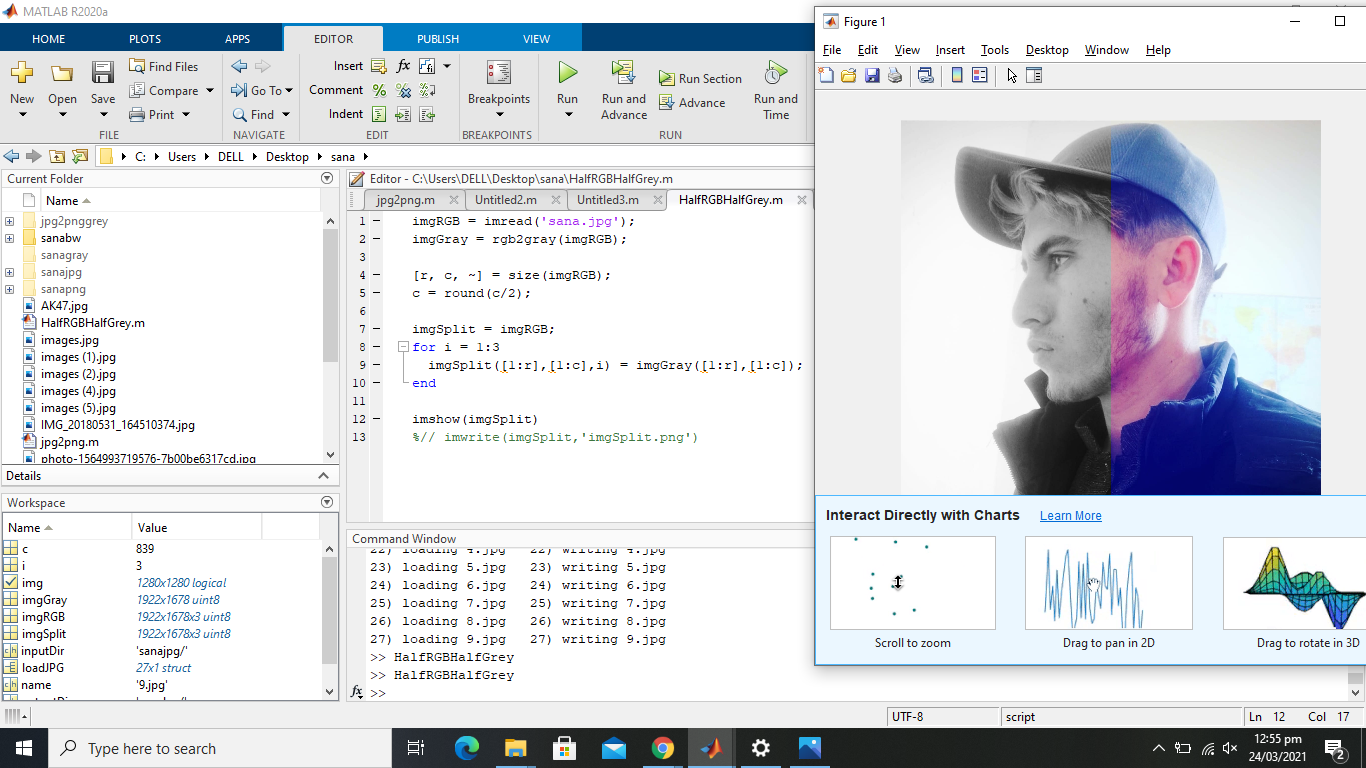 MATLAB R2020a
HOME PLOTS APPS EDITOR PUBLISH VIEW
New Open Save Find Files Compare Print
FILE
Go To Find
NAVIGATE
Insert fx
Comment
Indent
EDIT
Breakpoints
BREAKPOINTS
Run Run and Advance Run Section Advance Run and Time
RUN
C: Users DELL Desktop sana
Current Folder
Name
jpg2pnggrey
sanabw
sanagray
sanajpg
sanapng
AK47.jpg
HalfRGBHalfGrey.m
images.jpg
images (1).jpg
images (2).jpg
images (4).jpg
images (5).jpg
IMG_20180531_164510374.jpg
jpg2png.m
photo-1564993719576-7b00be6317cd.jpg
Details
Workspace
Name Value
c 839
i 3
img 1280x1280 logical
imgGray 1922x1678 uint8
imgRGB 1922x1678x3 uint8
imgSplit 1922x1678x3 uint8
inputDir 'sanajpg/'
loadJPG 27x1 struct
name '9.jpg'
Editor - C:\Users\DELL\Desktop\sana\HalfRGBHalfGrey.m
jpg2png.m Untitled2.m Untitled3.m HalfRGBHalfGrey.m
1 imgRGB = imread('sana.jpg');
2 imgGray = rgb2gray(imgRGB);
3
4 [r, c, ~] = size(imgRGB);
5 c = round(c/2);
6
7 imgSplit = imgRGB;
8 for i = 1:3
9 imgSplit([1:r],[1:c],i) = imgGray([1:r],[1:c]);
10 end
11
12 imshow(imgSplit)
13 %// imwrite(imgSplit,'imgSplit.png')
Command Window
22) loading 4.jpg 22) writing 4.jpg
23) loading 5.jpg 23) writing 5.jpg
24) loading 6.jpg 24) writing 6.jpg
25) loading 7.jpg 25) writing 7.jpg
26) loading 8.jpg 26) writing 8.jpg
27) loading 9.jpg 27) writing 9.jpg
>> HalfRGBHalfGrey
>> HalfRGBHalfGrey
fx >>
Figure 1
File Edit View Insert Tools Desktop Window Help
Interact Directly with Charts Learn More
Scroll to zoom Drag to pan in 2D Drag to rotate in 3D
UTF-8 script Ln 12 Col 17
Type here to search
12:55 pm
24/03/2021
2